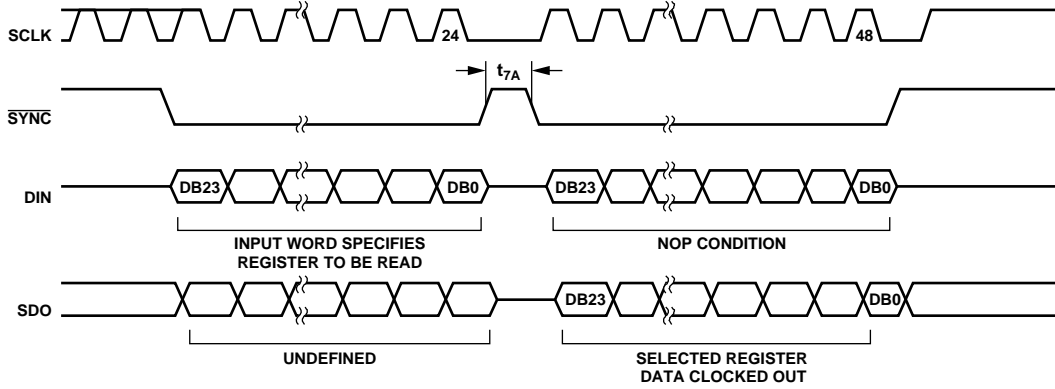 SCLK
24
48
t7A
SYNC
DIN
DB23
DB0
DB23
DB0
INPUT WORD SPECIFIES
REGISTER TO BE READ
NOP CONDITION
SDO
DB23
DB0
UNDEFINED
SELECTED REGISTER
DATA CLOCKED OUT